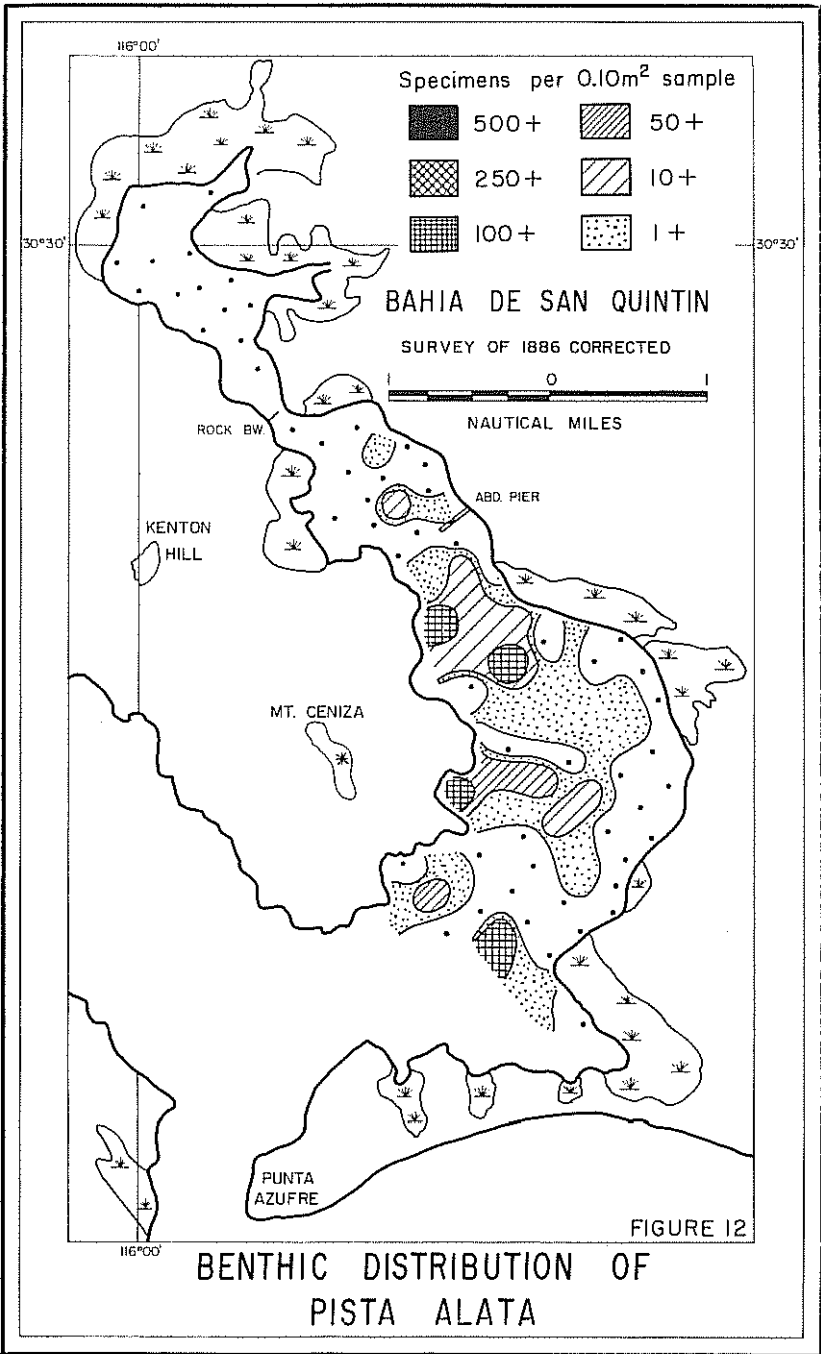 116°00'
Specimens per 0.10m² sample
500+ 50+
250+ 10+
100+ 1+
30°30' 30°30'
BAHIA DE SAN QUINTIN
SURVEY OF 1886 CORRECTED
1 0 1
NAUTICAL MILES
ROCK BW.
ABD. PIER
KENTON
HILL
MT. CENIZA
PUNTA
AZUFRE
FIGURE 12
116°00'
BENTHIC DISTRIBUTION OF
PISTA ALATA